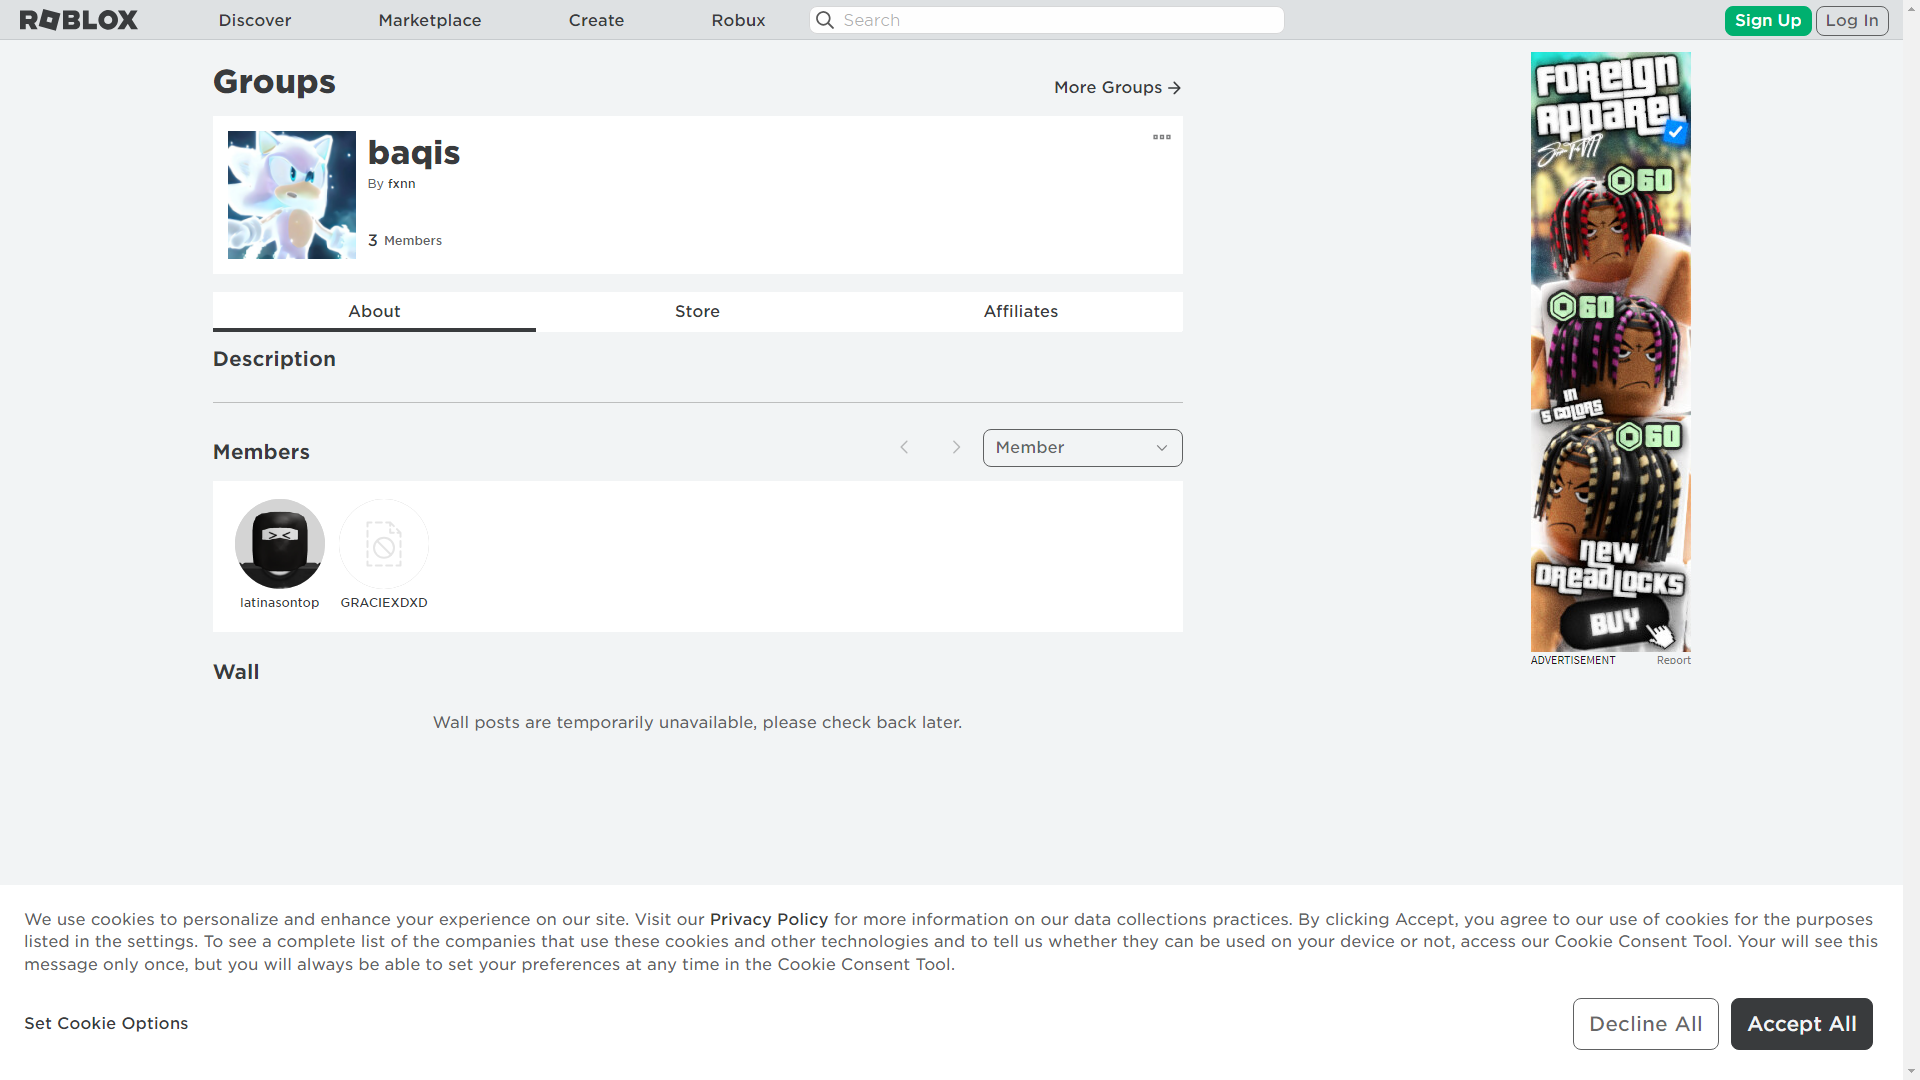 ROBLOX
Discover
Marketplace
Create
Robux
Search
Sign Up
Log In
Groups
More Groups
baqis
By fxnn
3 Members
About
Store
Affiliates
Description
Members
Member
latinasontop
GRACIEXDXD
Wall
Wall posts are temporarily unavailable, please check back later.
FOREIGN
APPAREL
60
60
IN
5 COLORS
60
NEW
DREADLOCKS
BUY
ADVERTISEMENT
Report
We use cookies to personalize and enhance your experience on our site. Visit our Privacy Policy for more information on our data collections practices. By clicking Accept, you agree to our use of cookies for the purposes
listed in the settings. To see a complete list of the companies that use these cookies and other technologies and to tell us whether they can be used on your device or not, access our Cookie Consent Tool. Your will see this
message only once, but you will always be able to set your preferences at any time in the Cookie Consent Tool.
Set Cookie Options
Decline All
Accept All